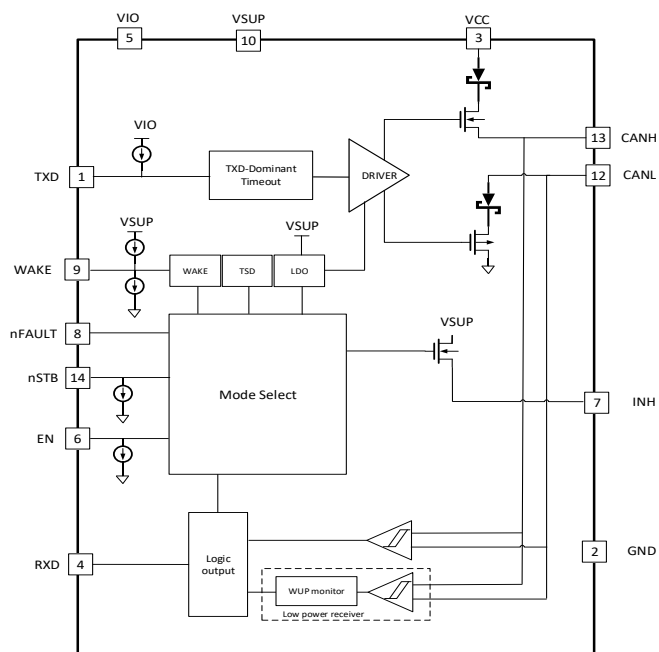 VIO
VSUP
VCC
5
10
3
VIO
TXD
1
TXD-Dominant
Timeout
DRIVER
13
CANH
12
CANL
VSUP
VSUP
WAKE
9
WAKE
TSD
LDO
nFAULT
8
VSUP
nSTB
14
Mode Select
7
INH
EN
6
RXD
4
Logic
output
2
GND
WUP monitor
Low power receiver